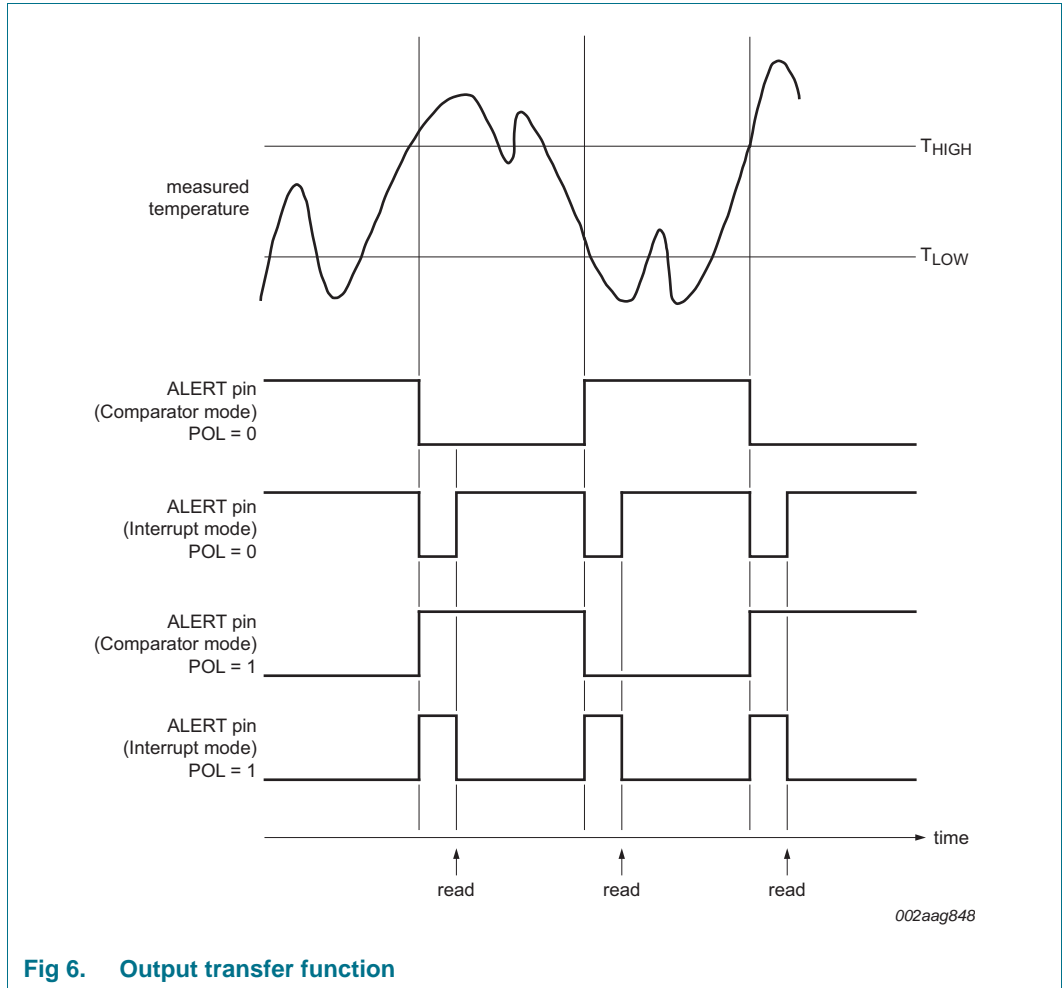 measured
temperature
THIGH
TLOW
ALERT pin
(Comparator mode)
POL = 0
ALERT pin
(Interrupt mode)
POL = 0
ALERT pin
(Comparator mode)
POL = 1
ALERT pin
(Interrupt mode)
POL = 1
time
read read read
002aag848
Fig 6. Output transfer function